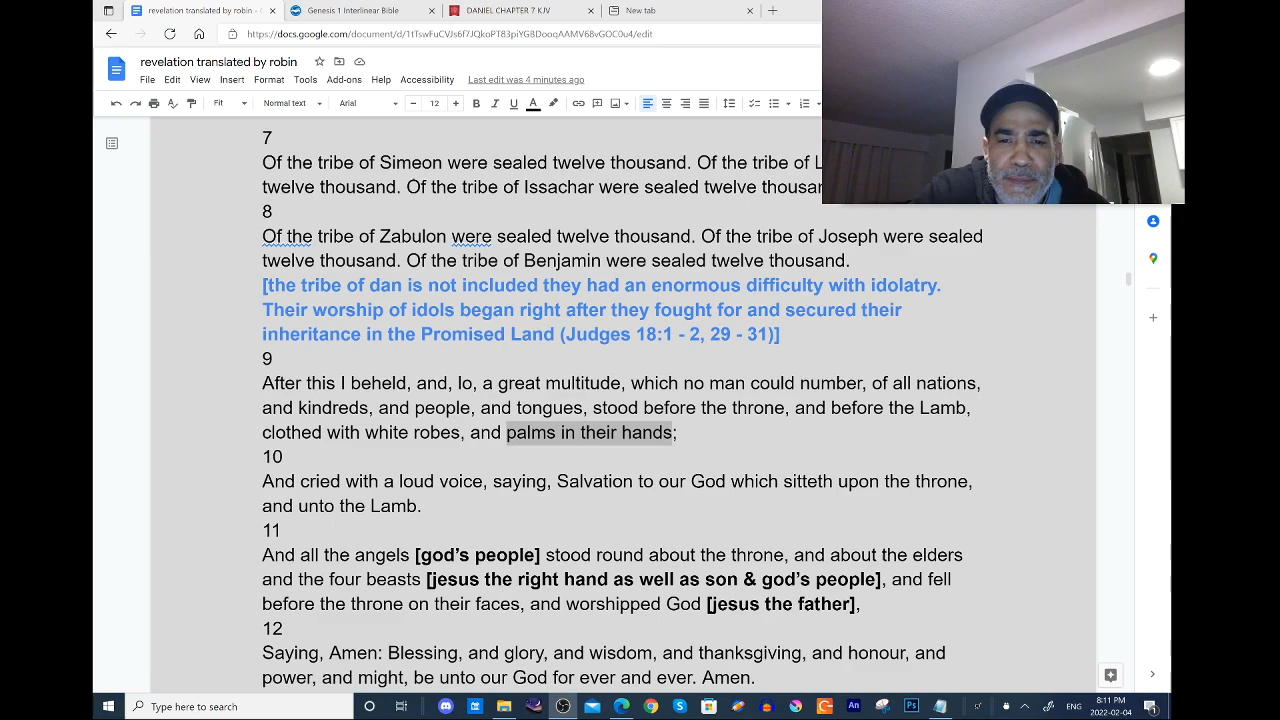 revelation translated by robin - G
Genesis 1 Interlinear Bible
DANIEL CHAPTER 7 KJV
New tab
revelation translated by robin
File Edit View Insert Format Tools Add-ons Help Accessibility Last edit was 4 minutes ago
Fit Normal text Arial 12 B I U A
7
Of the tribe of Simeon were sealed twelve thousand. Of the tribe of L
twelve thousand. Of the tribe of Issachar were sealed twelve thousan
8
Of the tribe of Zabulon were sealed twelve thousand. Of the tribe of Joseph were sealed
twelve thousand. Of the tribe of Benjamin were sealed twelve thousand.
[the tribe of dan is not included they had an enormous difficulty with idolatry.
Their worship of idols began right after they fought for and secured their
inheritance in the Promised Land (Judges 18:1 - 2, 29 - 31)]
9
After this I beheld, and, lo, a great multitude, which no man could number, of all nations,
and kindreds, and people, and tongues, stood before the throne, and before the Lamb,
clothed with white robes, and palms in their hands;
10
And cried with a loud voice, saying, Salvation to our God which sitteth upon the throne,
and unto the Lamb.
11
And all the angels [god’s people] stood round about the throne, and about the elders
and the four beasts [jesus the right hand as well as son & god’s people], and fell
before the throne on their faces, and worshipped God [jesus the father],
12
Saying, Amen: Blessing, and glory, and wisdom, and thanksgiving, and honour, and
power, and might, be unto our God for ever and ever. Amen.
Type here to search
An
Ps
ENG
8:11 PM
2022-02-04